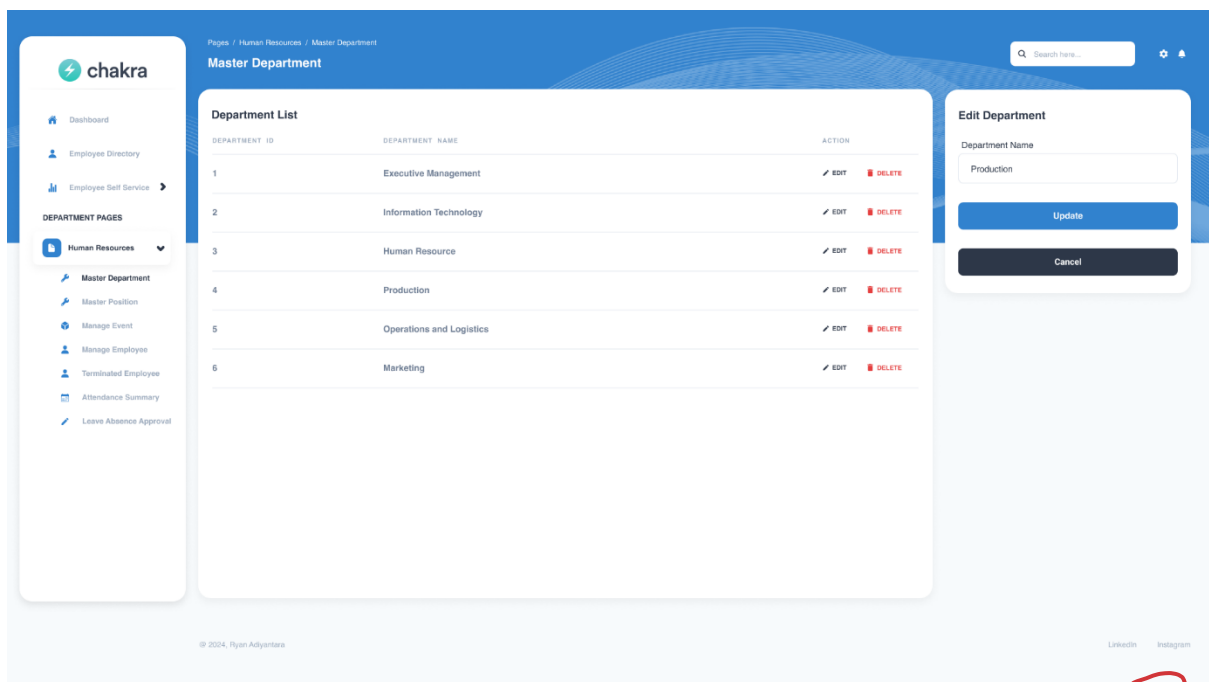 Pages / Human Resources / Master Department
Master Department
Search here...
chakra
Dashboard
Employee Directory
Employee Self Service
DEPARTMENT PAGES
Human Resources
Master Department
Master Position
Manage Event
Manage Employee
Terminated Employee
Attendance Summary
Leave Absence Approval
Department List
DEPARTMENT ID DEPARTMENT NAME ACTION
1 Executive Management EDIT DELETE
2 Information Technology EDIT DELETE
3 Human Resource EDIT DELETE
4 Production EDIT DELETE
5 Operations and Logistics EDIT DELETE
6 Marketing EDIT DELETE
Edit Department
Department Name
Production
Update
Cancel
@ 2024, Ryan Adiyantara
LinkedIn Instagram